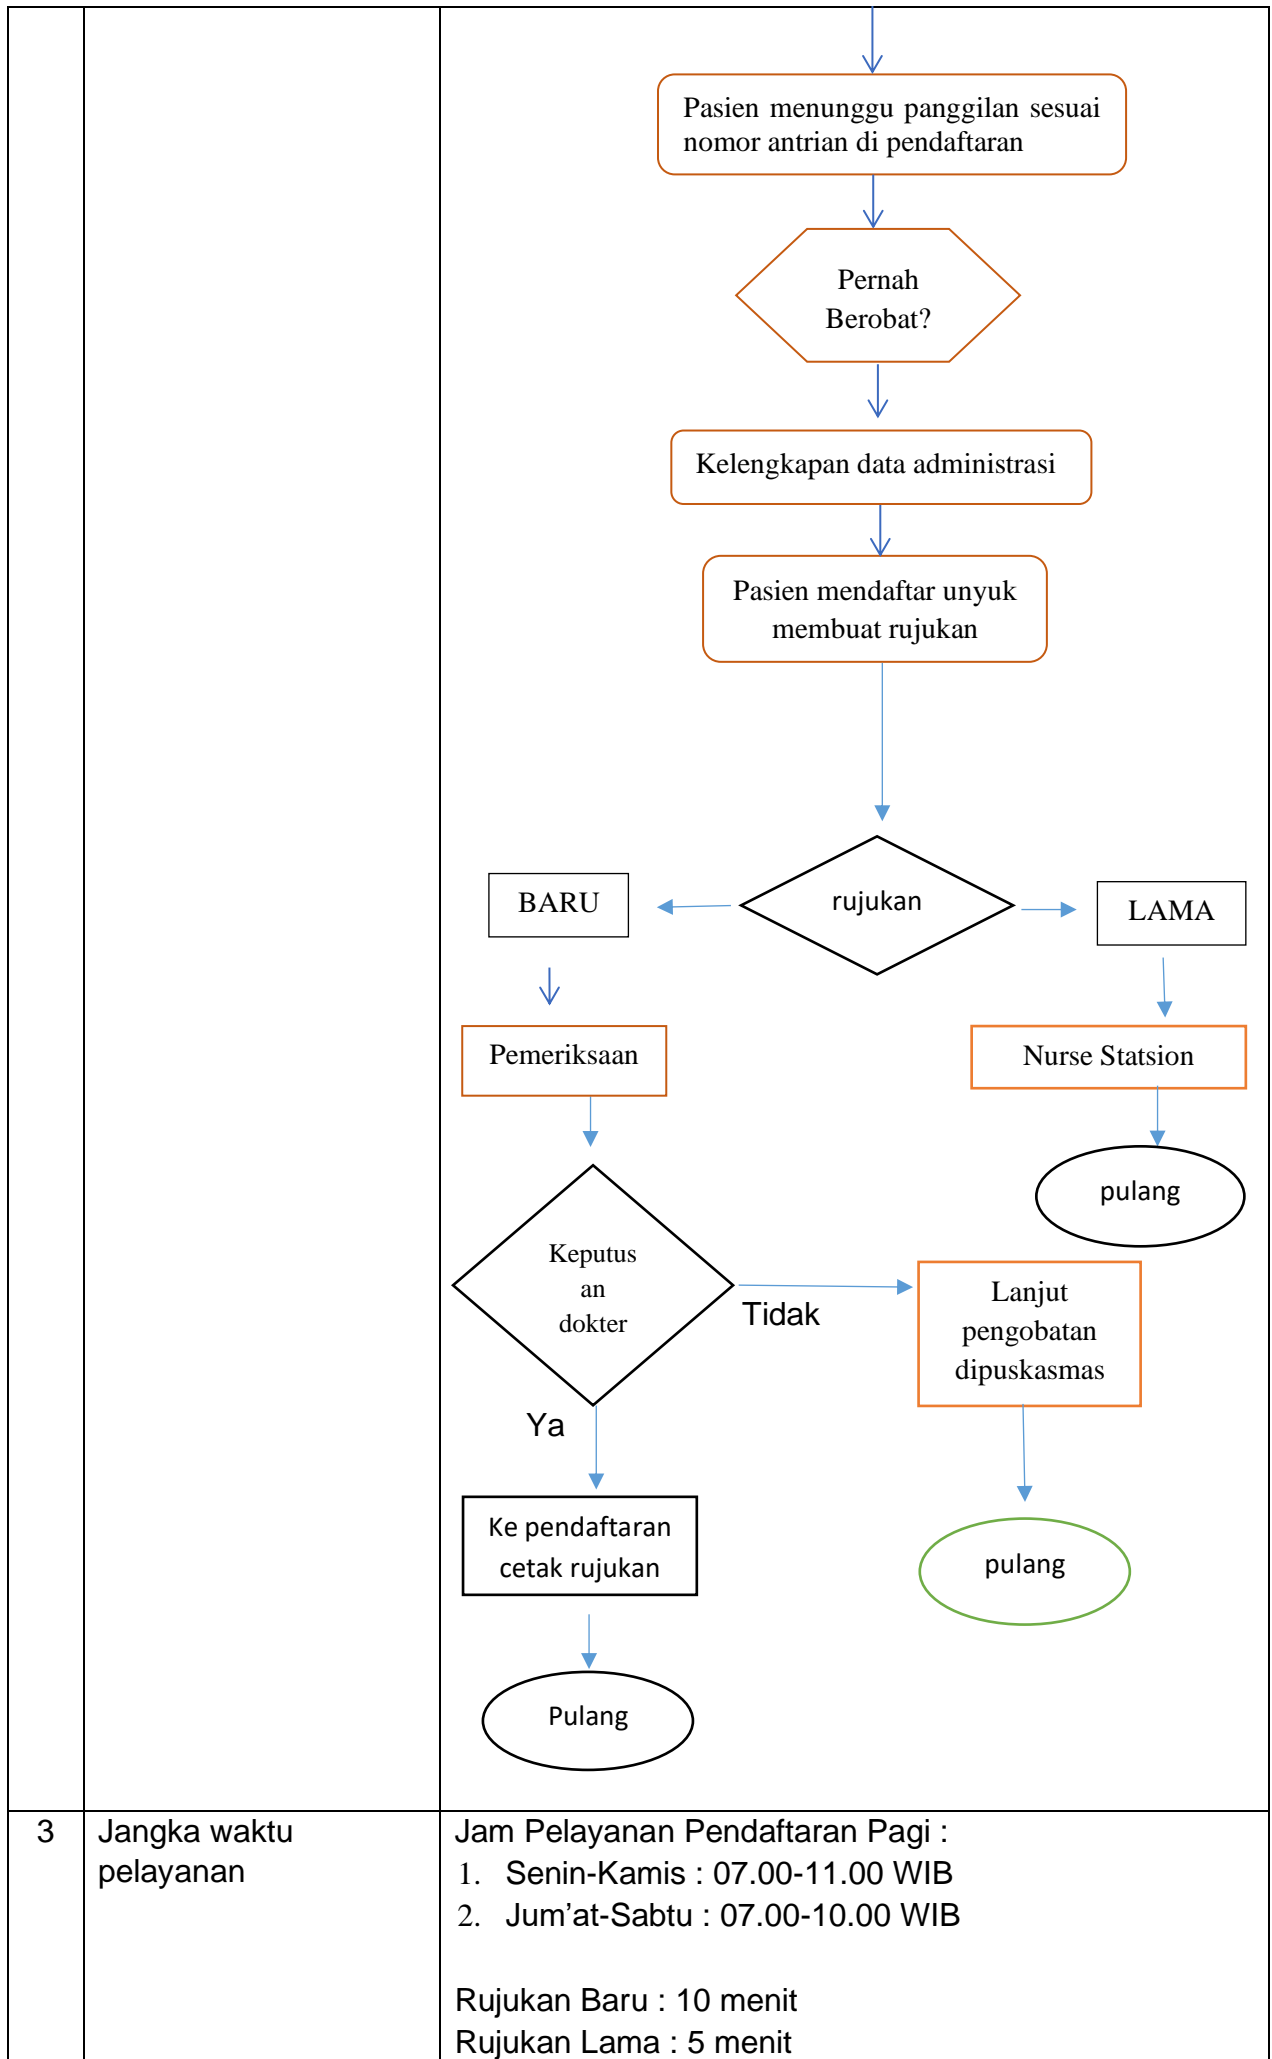 Pasien menunggu panggilan sesuai
nomor antrian di pendaftaran
Pernah
Berobat?
Kelengkapan data administrasi
Pasien mendaftar unyuk
membuat rujukan
BARU
rujukan
LAMA
Pemeriksaan
Nurse Statsion
pulang
Keputus
an
dokter
Tidak
Lanjut
pengobatan
dipuskasmas
Ya
Ke pendaftaran
cetak rujukan
pulang
Pulang
3
Jangka waktu
pelayanan
Jam Pelayanan Pendaftaran Pagi :
1. Senin-Kamis : 07.00-11.00 WIB
2. Jum’at-Sabtu : 07.00-10.00 WIB
Rujukan Baru : 10 menit
Rujukan Lama : 5 menit